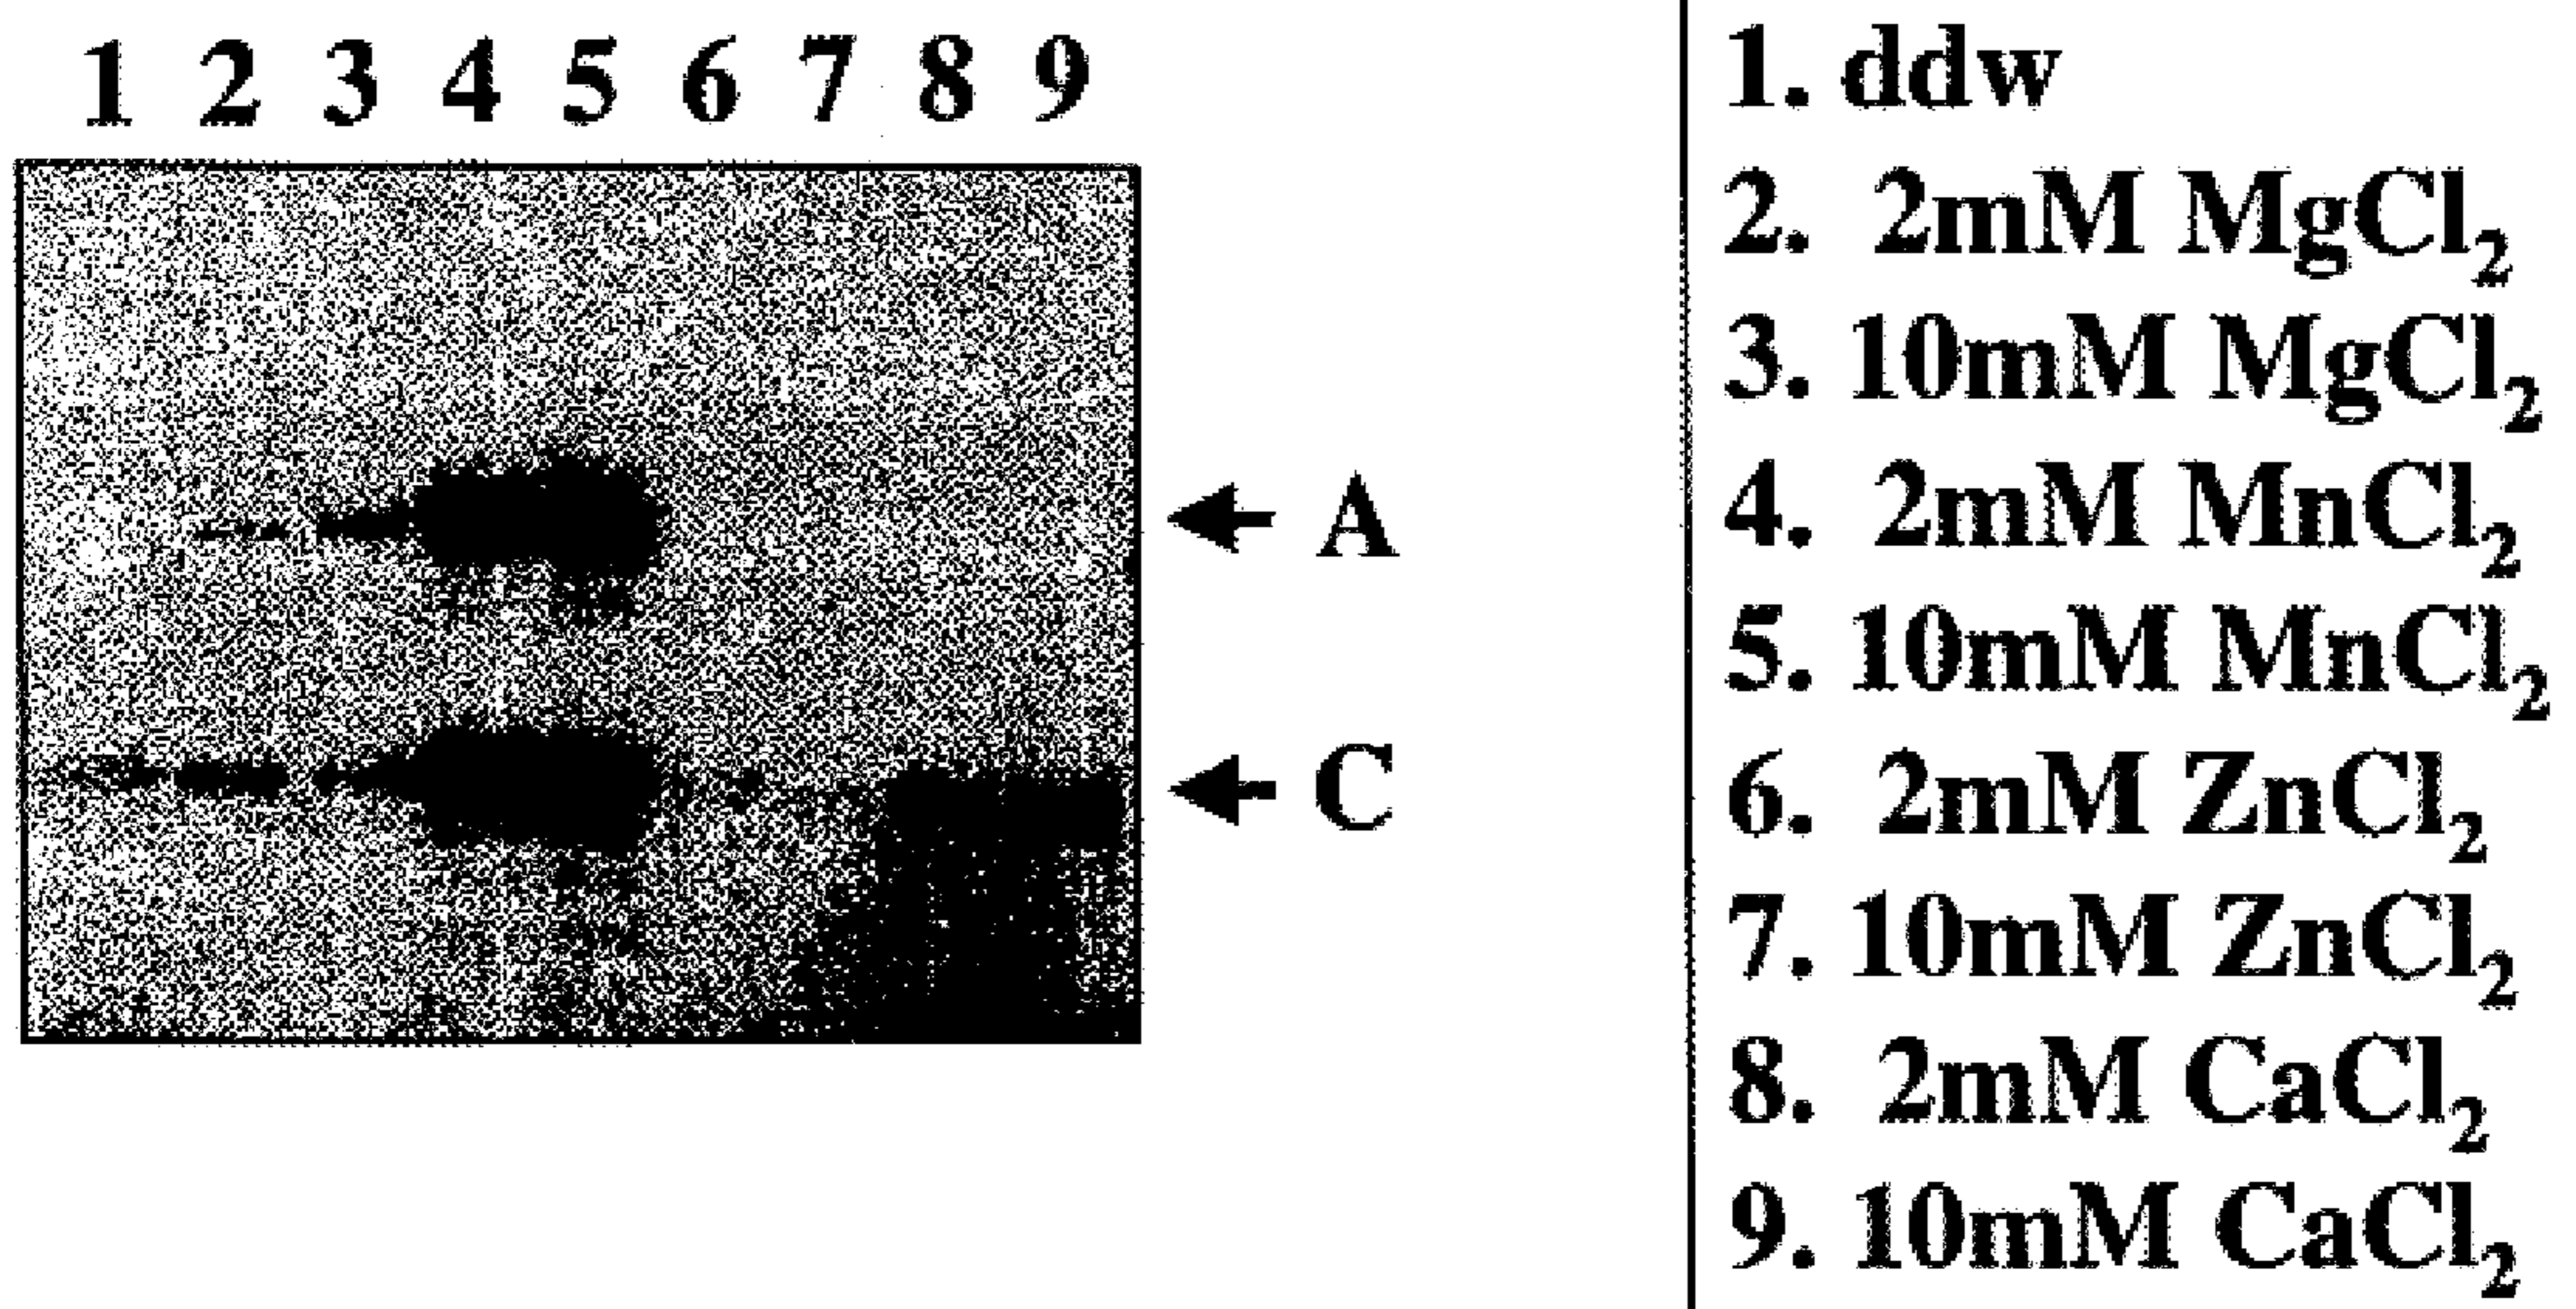 1 2 3 4 5 6 7 8 9
A
C
1. ddw
2. 2mM MgCl₂
3. 10mM MgCl₂
4. 2mM MnCl₂
5. 10mM MnCl₂
6. 2mM ZnCl₂
7. 10mM ZnCl₂
8. 2mM CaCl₂
9. 10mM CaCl₂